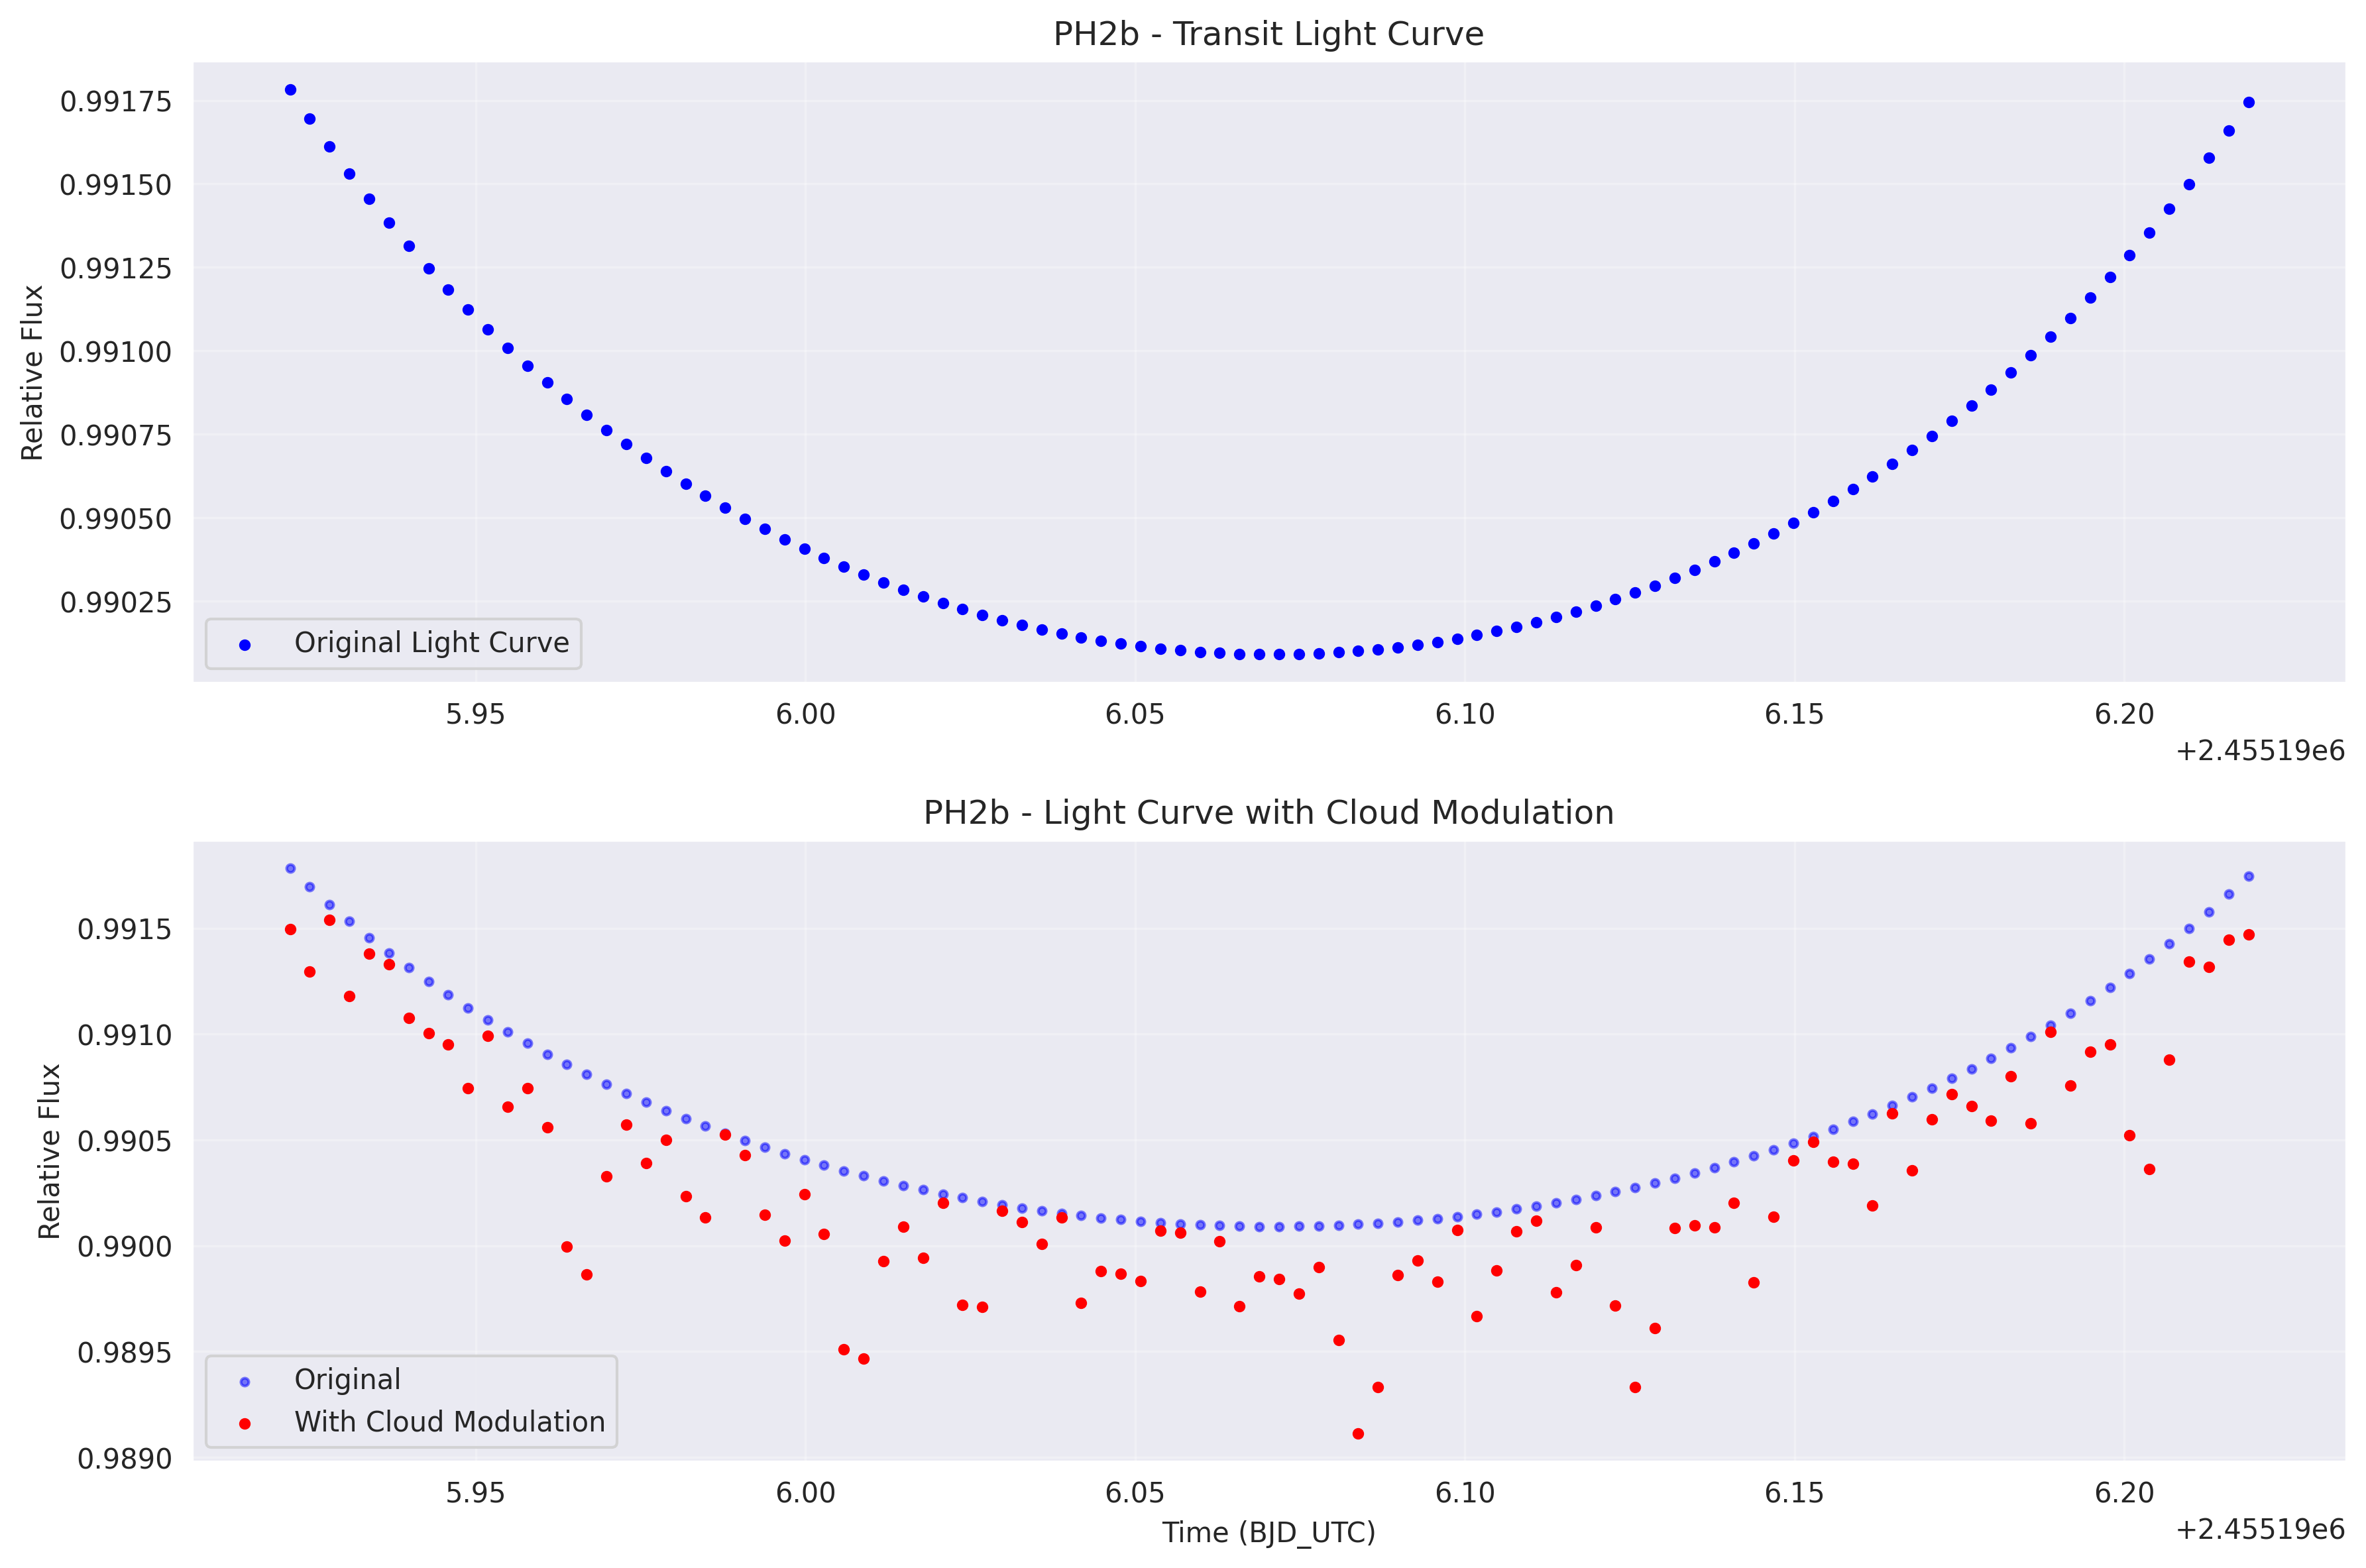 PH2b - Transit Light Curve
Relative Flux
0.99175
0.99150
0.99125
0.99100
0.99075
0.99050
0.99025
Original Light Curve
5.95 6.00 6.05 6.10 6.15 6.20
+2.45519e6
PH2b - Light Curve with Cloud Modulation
Relative Flux
0.9915
0.9910
0.9905
0.9900
0.9895
0.9890
Original
With Cloud Modulation
5.95 6.00 6.05 6.10 6.15 6.20
Time (BJD_UTC)
+2.45519e6